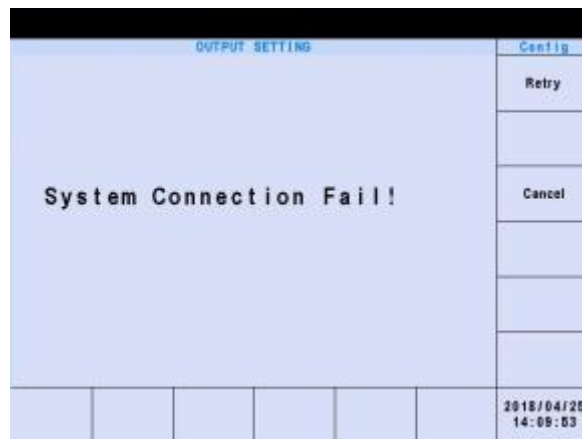 OUTPUT SETTING
Config
Retry
System Connection Fail!
Cancel
2018/04/25
14:09:53